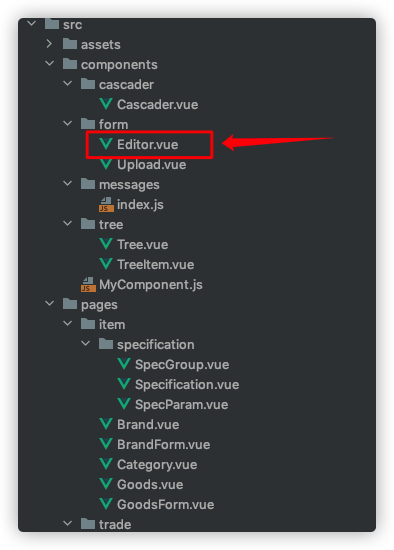 src
assets
components
cascader
Cascader.vue
form
Editor.vue
Upload.vue
messages
index.js
tree
Tree.vue
TreeItem.vue
MyComponent.js
pages
item
specification
SpecGroup.vue
Specification.vue
SpecParam.vue
Brand.vue
BrandForm.vue
Category.vue
Goods.vue
GoodsForm.vue
trade